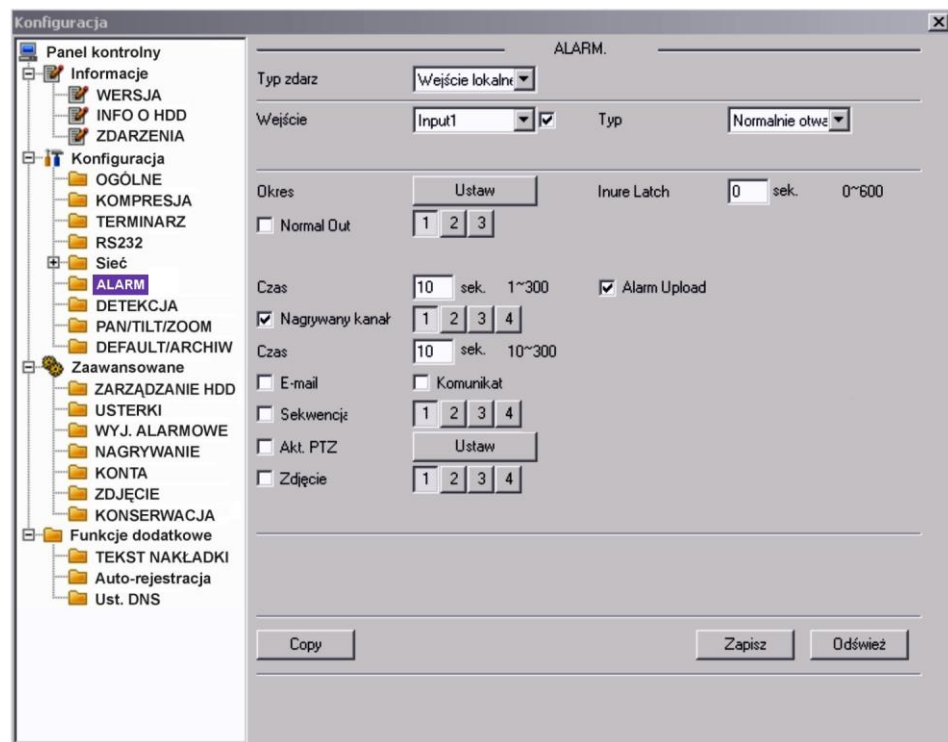 Konfiguracja
Panel kontrolny
Informacje
WERSJA
INFO O HDD
ZDARZENIA
Konfiguracja
OGÓLNE
KOMPRESJA
TERMINARZ
RS232
Sieć
ALARM
DETEKCJA
PAN/TILT/ZOOM
DEFAULT/ARCHIW
Zaawansowane
ZARZĄDZANIE HDD
USTERKI
WYJ. ALARMOWE
NAGRYWANIE
KONTA
ZDJĘCIE
KONSERWACJA
Funkcje dodatkowe
TEKST NAKŁADKI
Auto-rejestracja
Ust. DNS
ALARM.
Typ zdarz Wejście lokalne
Wejście Input1 Typ Normalnie otwa
Okres Ustaw Inure Latch 0 sek. 0~600
Normal Out 1 2 3
Czas 10 sek. 1~300 Alarm Upload
Nagrywany kanał 1 2 3 4
Czas 10 sek. 10~300
E-mail Komunikat
Sekwencja 1 2 3 4
Akt. PTZ Ustaw
Zdjęcie 1 2 3 4
Copy Zapisz Odśwież